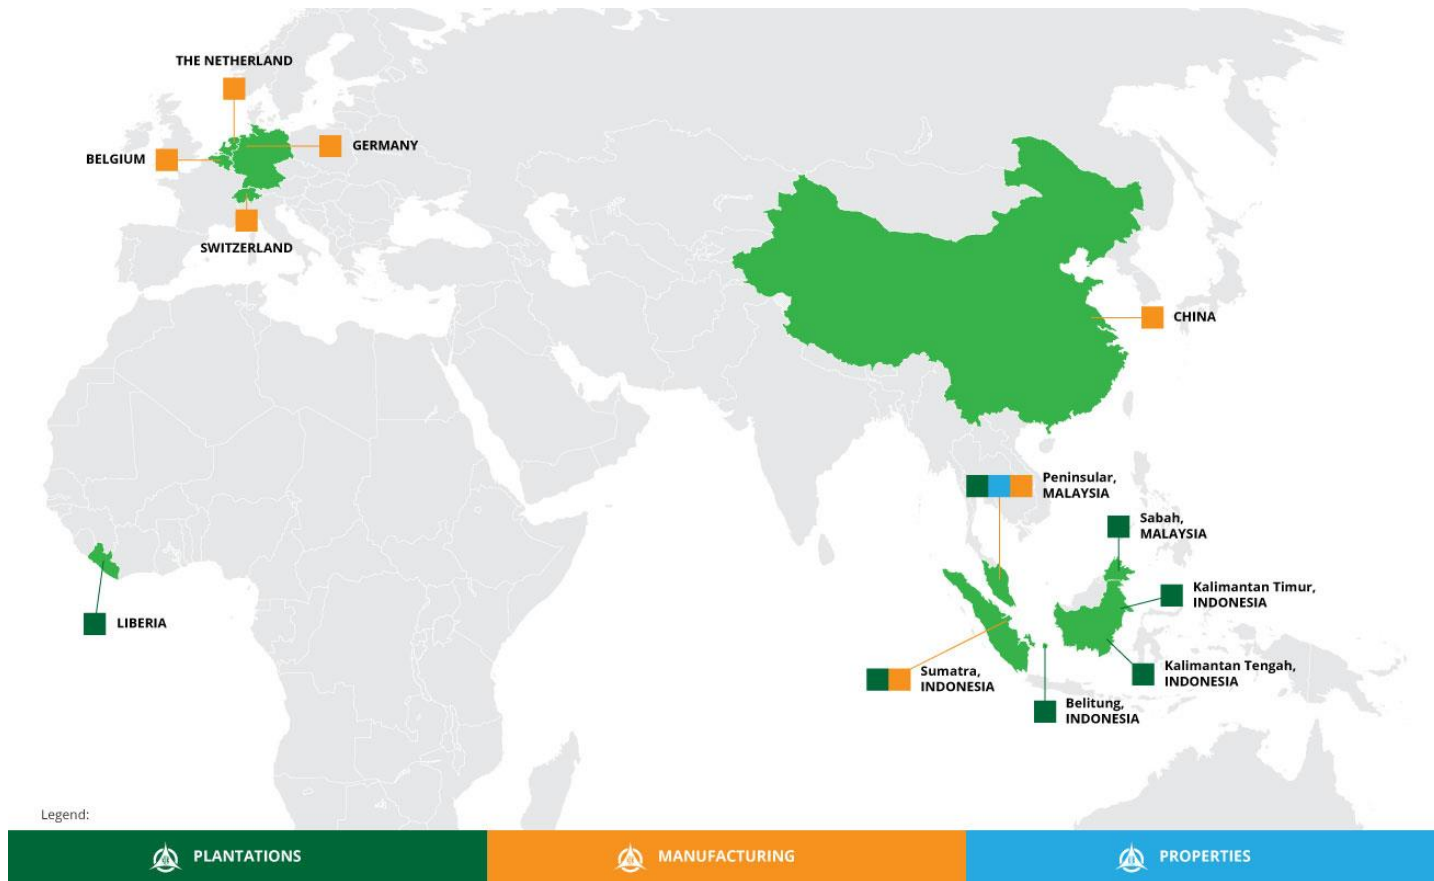 THE NETHERLAND
GERMANY
BELGIUM
SWITZERLAND
CHINA
Peninsular,
MALAYSIA
Sabah,
MALAYSIA
Kalimantan Timur,
INDONESIA
LIBERIA
Kalimantan Tengah,
INDONESIA
Sumatra,
INDONESIA
Belitung,
INDONESIA
Legend:
PLANTATIONS
MANUFACTURING
PROPERTIES